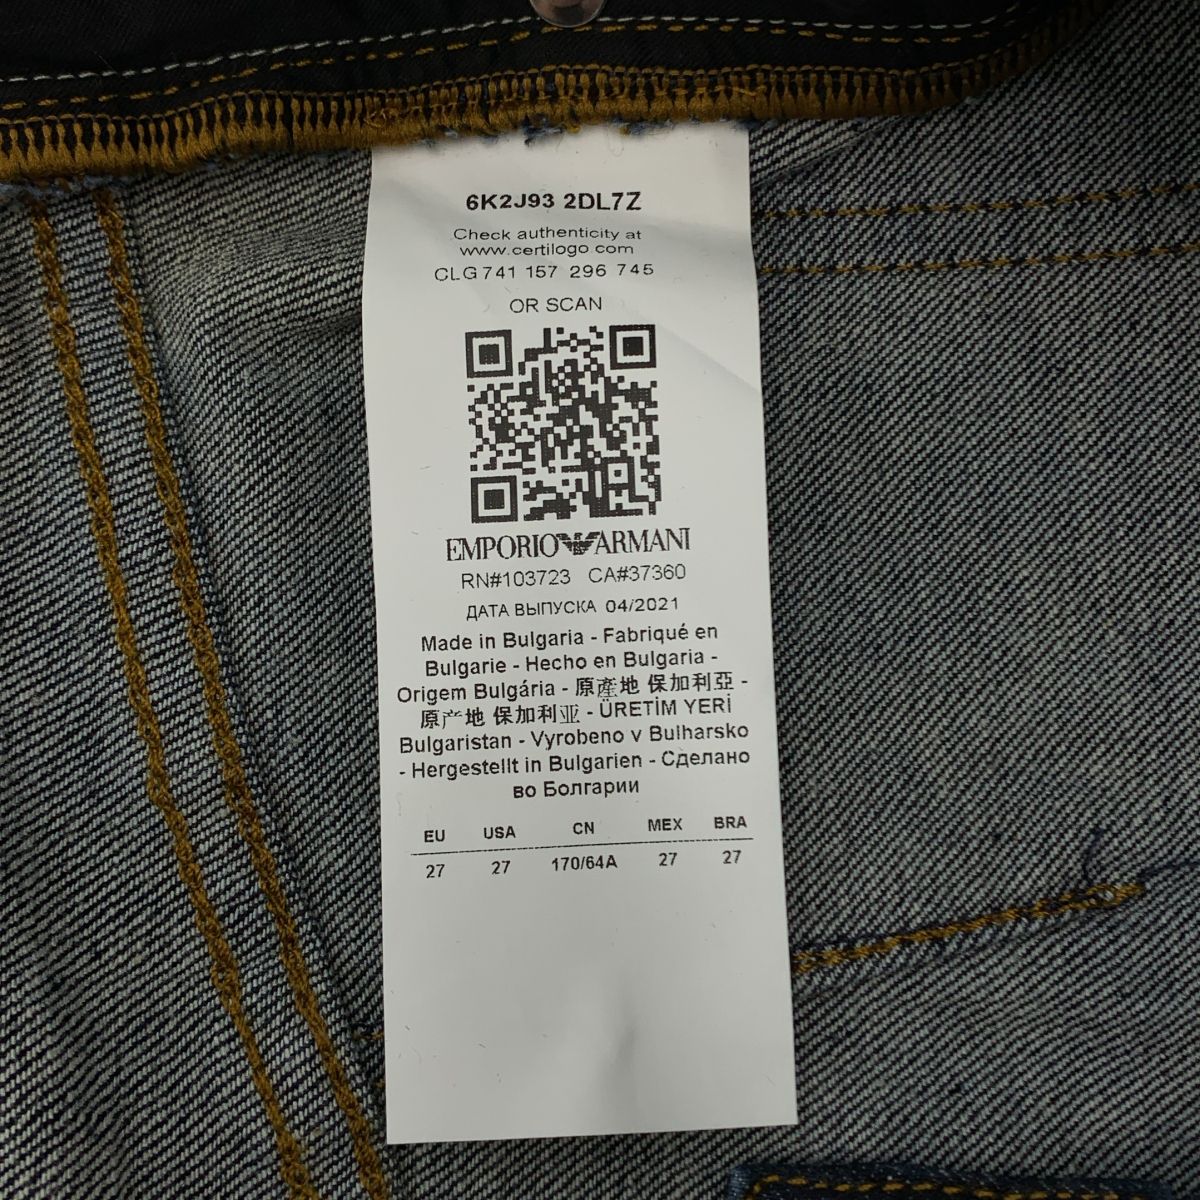 6K2J93 2DL7Z
Check authenticity at
www.certilogo com
CLG 741 157 296 745
OR SCAN
EMPORIO ARMANI
RN#103723 CA#37360
ДАТА ВЫПУСКА 04/2021
Made in Bulgaria - Fabriqué en
Bulgarie - Hecho en Bulgaria -
Origem Bulgária - 原產地 保加利亞 -
原产地 保加利亚 - ÜRETİM YERİ
Bulgaristan - Vyrobeno v Bulharsko
- Hergestellt in Bulgarien - Сделано
во Болгарии
EU USA CN MEX BRA
27 27 170/64A 27 27